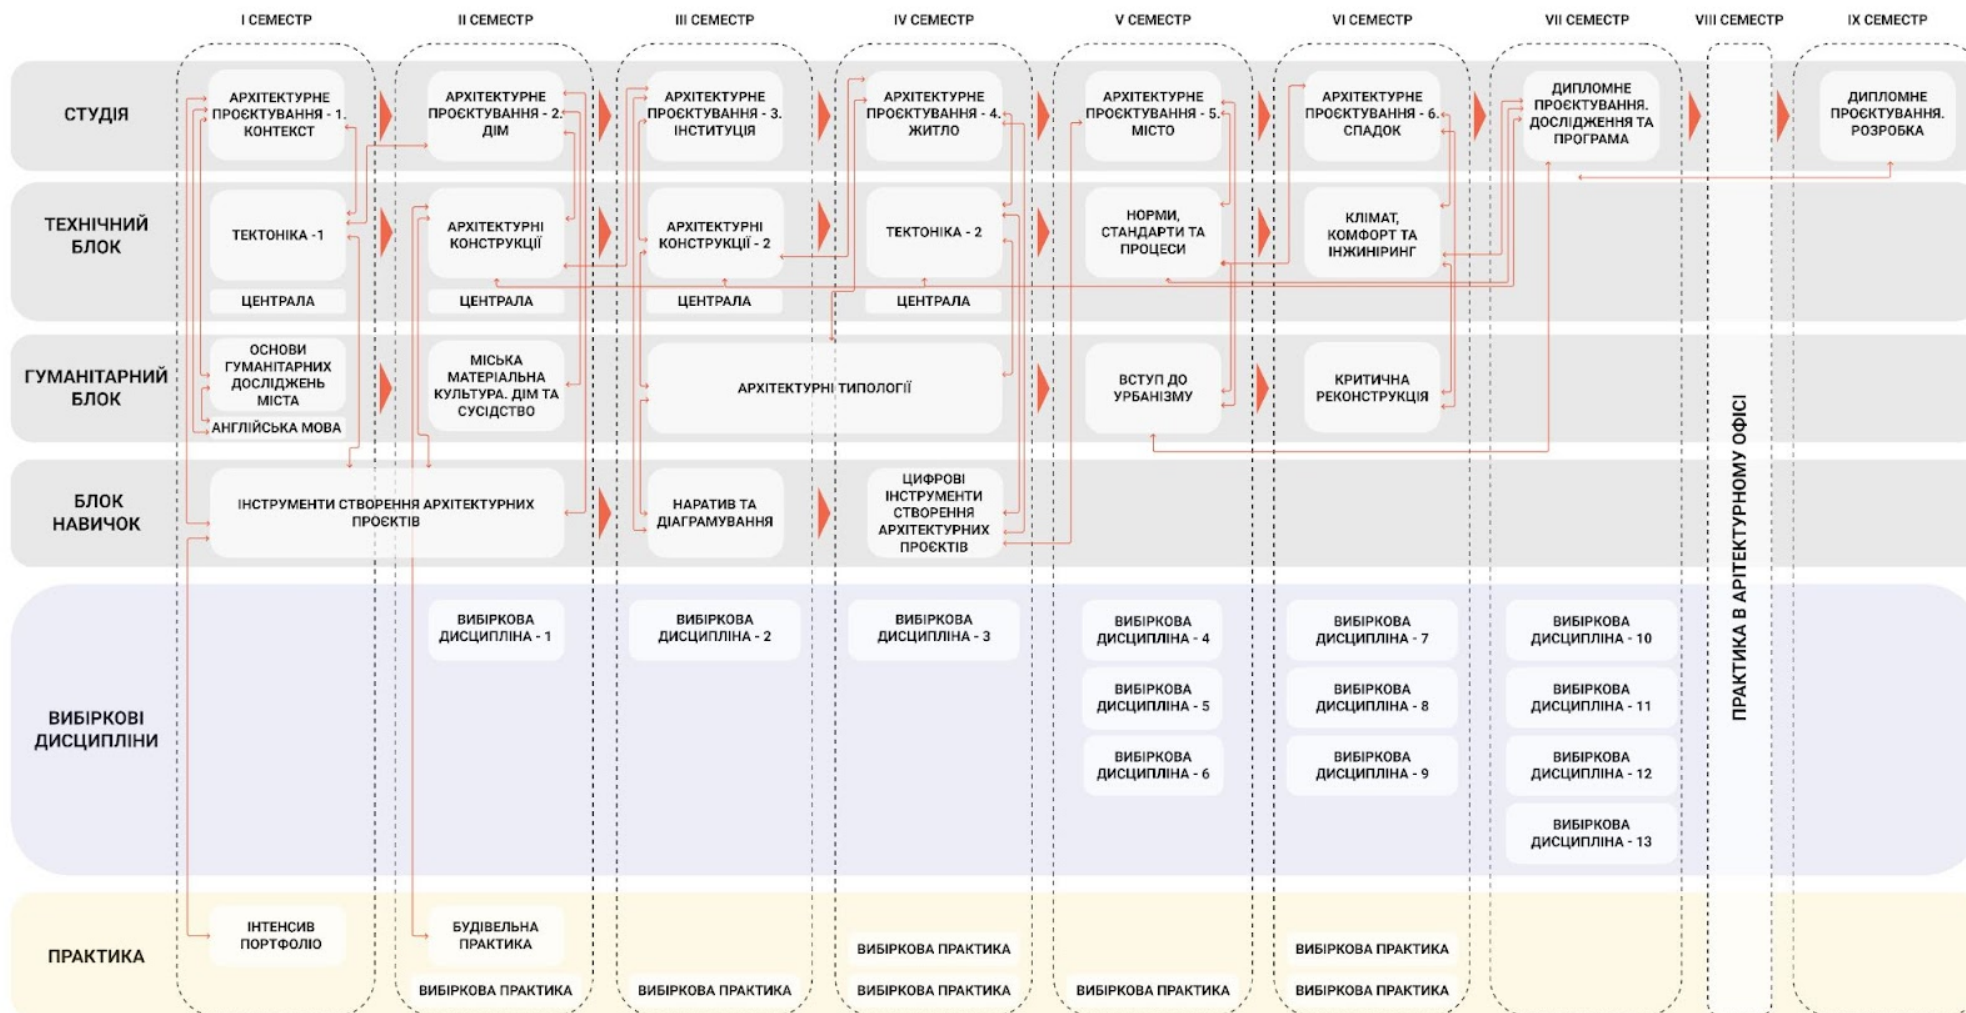 І СЕМЕСТР
ІІ СЕМЕСТР
ІІІ СЕМЕСТР
IV СЕМЕСТР
V СЕМЕСТР
VI СЕМЕСТР
VII СЕМЕСТР
VIII СЕМЕСТР
IX СЕМЕСТР
СТУДІЯ
АРХІТЕКТУРНЕ
ПРОЄКТУВАННЯ - 1.
КОНТЕКСТ
АРХІТЕКТУРНЕ
ПРОЄКТУВАННЯ - 2.
ДІМ
АРХІТЕКТУРНЕ
ПРОЄКТУВАННЯ - 3.
ІНСТИТУЦІЯ
АРХІТЕКТУРНЕ
ПРОЄКТУВАННЯ - 4.
ЖИТЛО
АРХІТЕКТУРНЕ
ПРОЄКТУВАННЯ - 5.
МІСТО
АРХІТЕКТУРНЕ
ПРОЄКТУВАННЯ - 6.
СПАДОК
ДИПЛОМНЕ
ПРОЄКТУВАННЯ.
ДОСЛІДЖЕННЯ ТА
ПРОГРАМА
ДИПЛОМНЕ
ПРОЄКТУВАННЯ.
РОЗРОБКА
ТЕХНІЧНИЙ
БЛОК
ТЕКТОНІКА -1
АРХІТЕКТУРНІ
КОНСТРУКЦІЇ
АРХІТЕКТУРНІ
КОНСТРУКЦІЇ - 2
ТЕКТОНІКА - 2
НОРМИ,
СТАНДАРТИ ТА
ПРОЦЕСИ
КЛІМАТ,
КОМФОРТ ТА
ІНЖИНІРИНГ
ЦЕНТРАЛА
ЦЕНТРАЛА
ЦЕНТРАЛА
ЦЕНТРАЛА
ГУМАНІТАРНИЙ
БЛОК
ОСНОВИ
ГУМАНІТАРНИХ
ДОСЛІДЖЕНЬ
МІСТА
АНГЛІЙСЬКА МОВА
МІСЬКА
МАТЕРІАЛЬНА
КУЛЬТУРА. ДІМ ТА
СУСІДСТВО
АРХІТЕКТУРНІ ТИПОЛОГІЇ
ВСТУП ДО
УРБАНІЗМУ
КРИТИЧНА
РЕКОНСТРУКЦІЯ
БЛОК
НАВИЧОК
ІНСТРУМЕНТИ СТВОРЕННЯ АРХІТЕКТУРНИХ
ПРОЄКТІВ
НАРАТИВ ТА
ДІАГРАМУВАННЯ
ЦИФРОВІ
ІНСТРУМЕНТИ
СТВОРЕННЯ
АРХІТЕКТУРНИХ
ПРОЄКТІВ
ПРАКТИКА В АРІТЕКТУРНОМУ ОФІСІ
ВИБІРКОВІ
ДИСЦИПЛІНИ
ВИБІРКОВА
ДИСЦИПЛІНА - 1
ВИБІРКОВА
ДИСЦИПЛІНА - 2
ВИБІРКОВА
ДИСЦИПЛІНА - 3
ВИБІРКОВА
ДИСЦИПЛІНА - 4
ВИБІРКОВА
ДИСЦИПЛІНА - 7
ВИБІРКОВА
ДИСЦИПЛІНА - 10
ВИБІРКОВА
ДИСЦИПЛІНА - 5
ВИБІРКОВА
ДИСЦИПЛІНА - 8
ВИБІРКОВА
ДИСЦИПЛІНА - 11
ВИБІРКОВА
ДИСЦИПЛІНА - 6
ВИБІРКОВА
ДИСЦИПЛІНА - 9
ВИБІРКОВА
ДИСЦИПЛІНА - 12
ВИБІРКОВА
ДИСЦИПЛІНА - 13
ПРАКТИКА
ІНТЕНСИВ
ПОРТФОЛІО
БУДІВЕЛЬНА
ПРАКТИКА
ВИБІРКОВА ПРАКТИКА
ВИБІРКОВА ПРАКТИКА
ВИБІРКОВА ПРАКТИКА
ВИБІРКОВА ПРАКТИКА
ВИБІРКОВА ПРАКТИКА
ВИБІРКОВА ПРАКТИКА
ВИБІРКОВА ПРАКТИКА